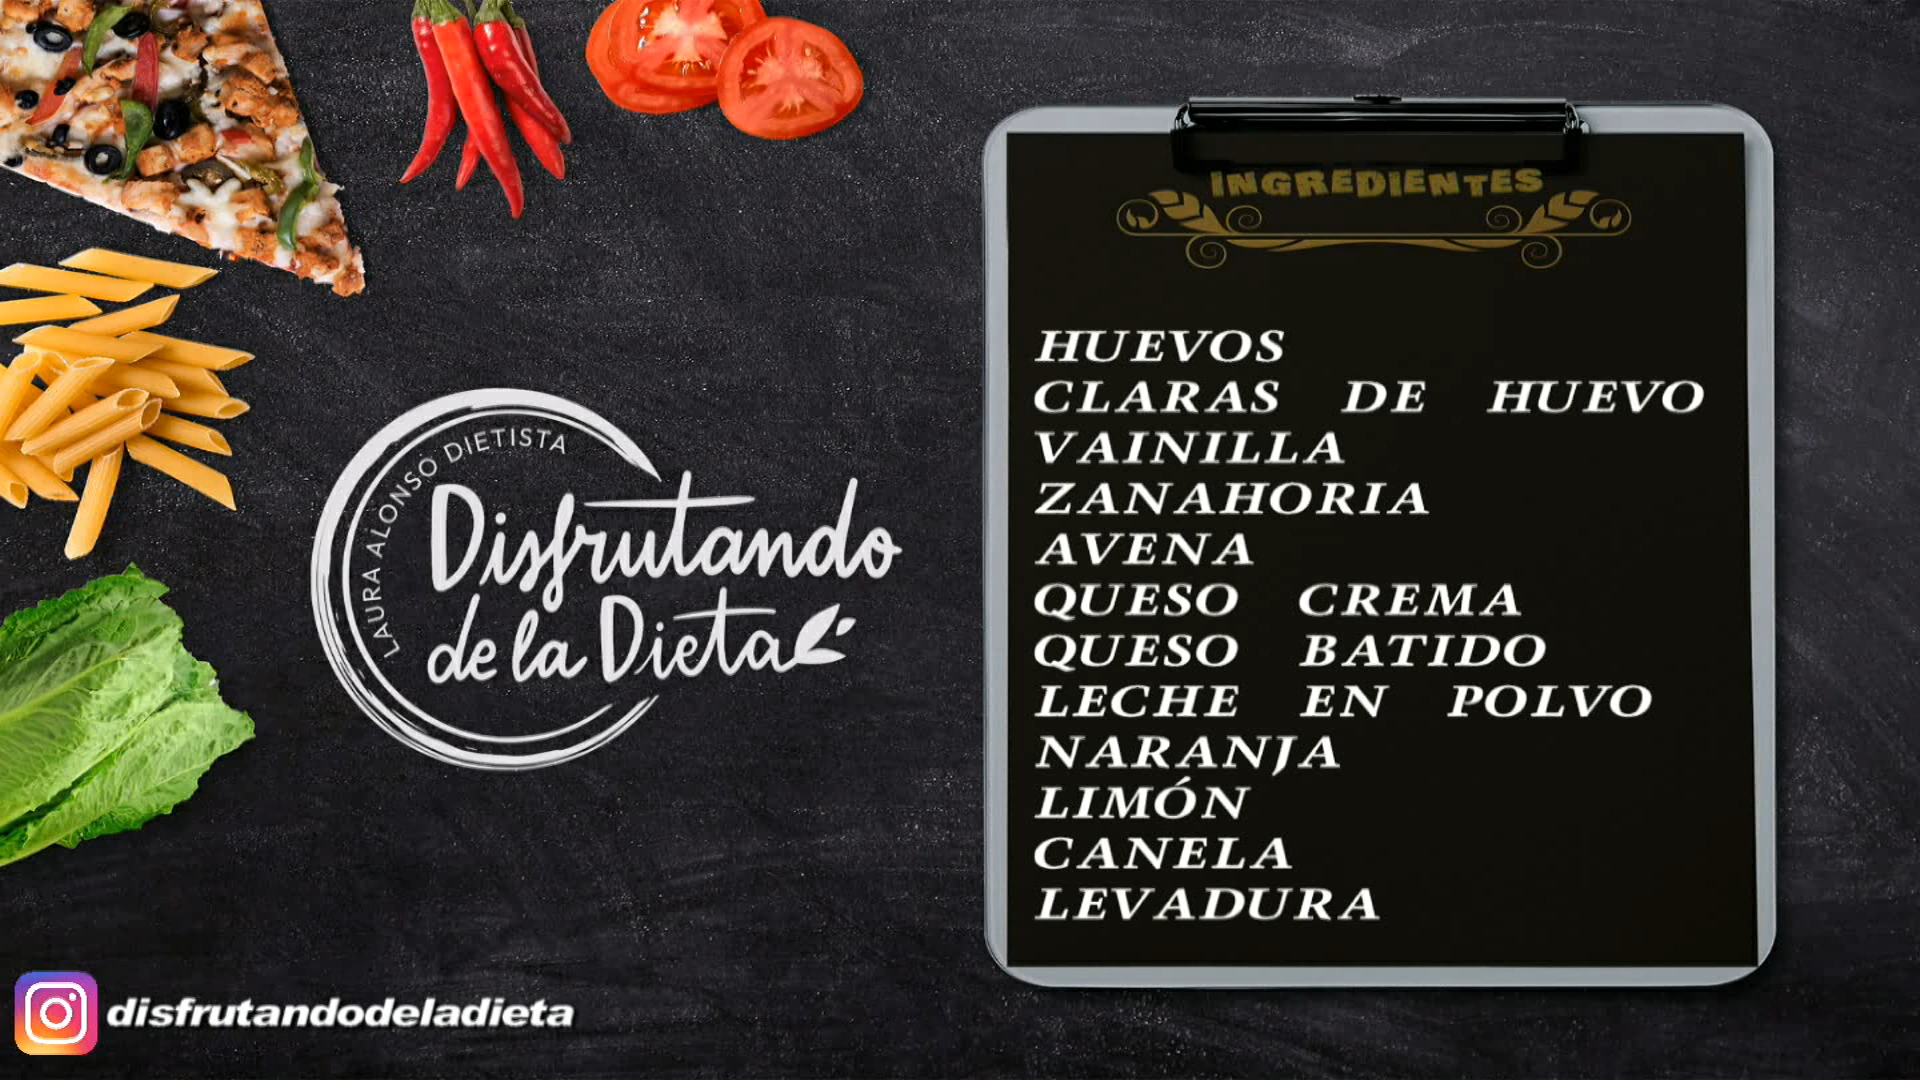 LAURA ALONSO DIETISTA
Disfrutando
de la Dieta
INGREDIENTES
HUEVOS
CLARAS DE HUEVO
VAINILLA
ZANAHORIA
AVENA
QUESO CREMA
QUESO BATIDO
LECHE EN POLVO
NARANJA
LIMÓN
CANELA
LEVADURA
disfrutandodeladieta